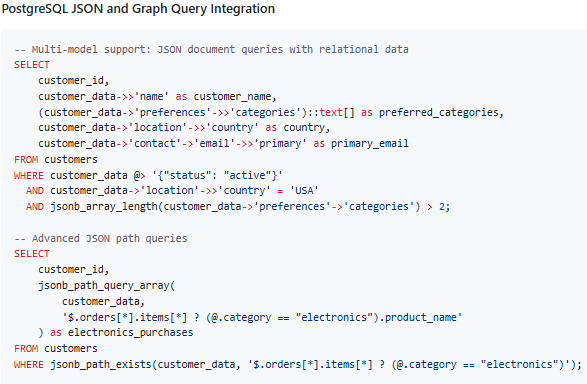 PostgreSQL JSON and Graph Query Integration
-- Multi-model support: JSON document queries with relational data
SELECT
    customer_id,
    customer_data->>'name' as customer_name,
    (customer_data->'preferences'->>'categories')::text[] as preferred_categories,
    customer_data->'location'->>'country' as country,
    customer_data->'contact'->'email'->>'primary' as primary_email
FROM customers
WHERE customer_data @> '{"status": "active"}'
  AND customer_data->'location'->>'country' = 'USA'
  AND jsonb_array_length(customer_data->'preferences'->'categories') > 2;
-- Advanced JSON path queries
SELECT
    customer_id,
    jsonb_path_query_array(
        customer_data,
        '$.orders[*].items[*] ? (@.category == "electronics").product_name'
    ) as electronics_purchases
FROM customers
WHERE jsonb_path_exists(customer_data, '$.orders[*].items[*] ? (@.category == "electronics")');